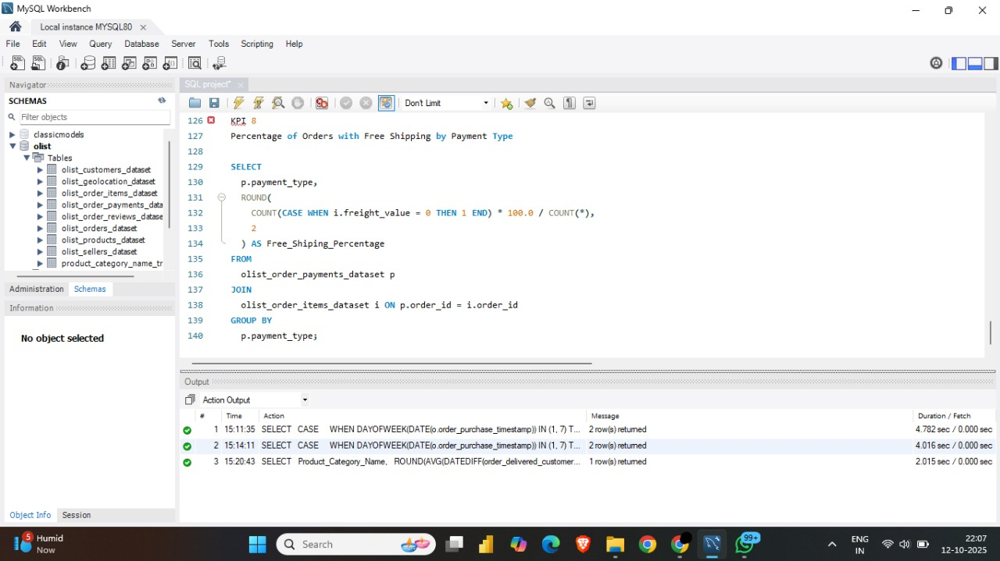 MySQL Workbench
Local instance MYSQL80
File Edit View Query Database Server Tools Scripting Help
Navigator
SCHEMAS
Filter objects
classicmodels
olist
Tables
olist_customers_dataset
olist_geolocation_dataset
olist_order_items_dataset
olist_order_payments_data
olist_order_reviews_datase
olist_orders_dataset
olist_products_dataset
olist_sellers_dataset
product_category_name_tr
Administration Schemas
Information
No object selected
Object Info Session
SQL project*
Don't Limit
126 KPI 8
127 Percentage of Orders with Free Shipping by Payment Type
128
129 SELECT
130 p.payment_type,
131 ROUND(
132 COUNT(CASE WHEN i.freight_value = 0 THEN 1 END) * 100.0 / COUNT(*),
133 2
134 ) AS Free_Shiping_Percentage
135 FROM
136 olist_order_payments_dataset p
137 JOIN
138 olist_order_items_dataset i ON p.order_id = i.order_id
139 GROUP BY
140 p.payment_type;
Output
Action Output
# Time Action Message Duration / Fetch
1 15:11:35 SELECT CASE WHEN DAYOFWEEK(DATE(o.order_purchase_timestamp)) IN (1, 7) T... 2 row(s) returned 4.782 sec / 0.000 sec
2 15:14:11 SELECT CASE WHEN DAYOFWEEK(DATE(o.order_purchase_timestamp)) IN (1, 7) T... 2 row(s) returned 4.016 sec / 0.000 sec
3 15:20:43 SELECT Product_Category_Name, ROUND(AVG(DATEDIFF(order_delivered_customer... 1 row(s) returned 2.015 sec / 0.000 sec
5
Humid
Now
Search
99+
ENG
IN
22:07
12-10-2025